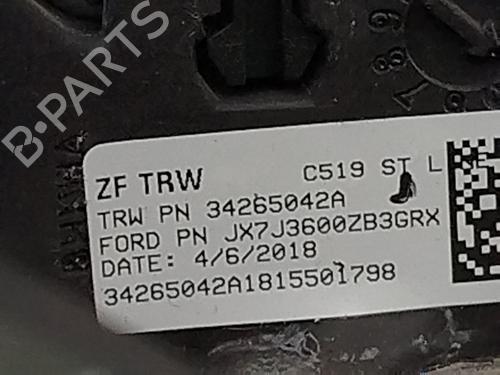 B-PARTS
ZF TRW C519 ST L
TRW PN 34265042A
FORD PN JX7J3600ZB3GRX
DATE: 4/6/2018
34265042A1815501798